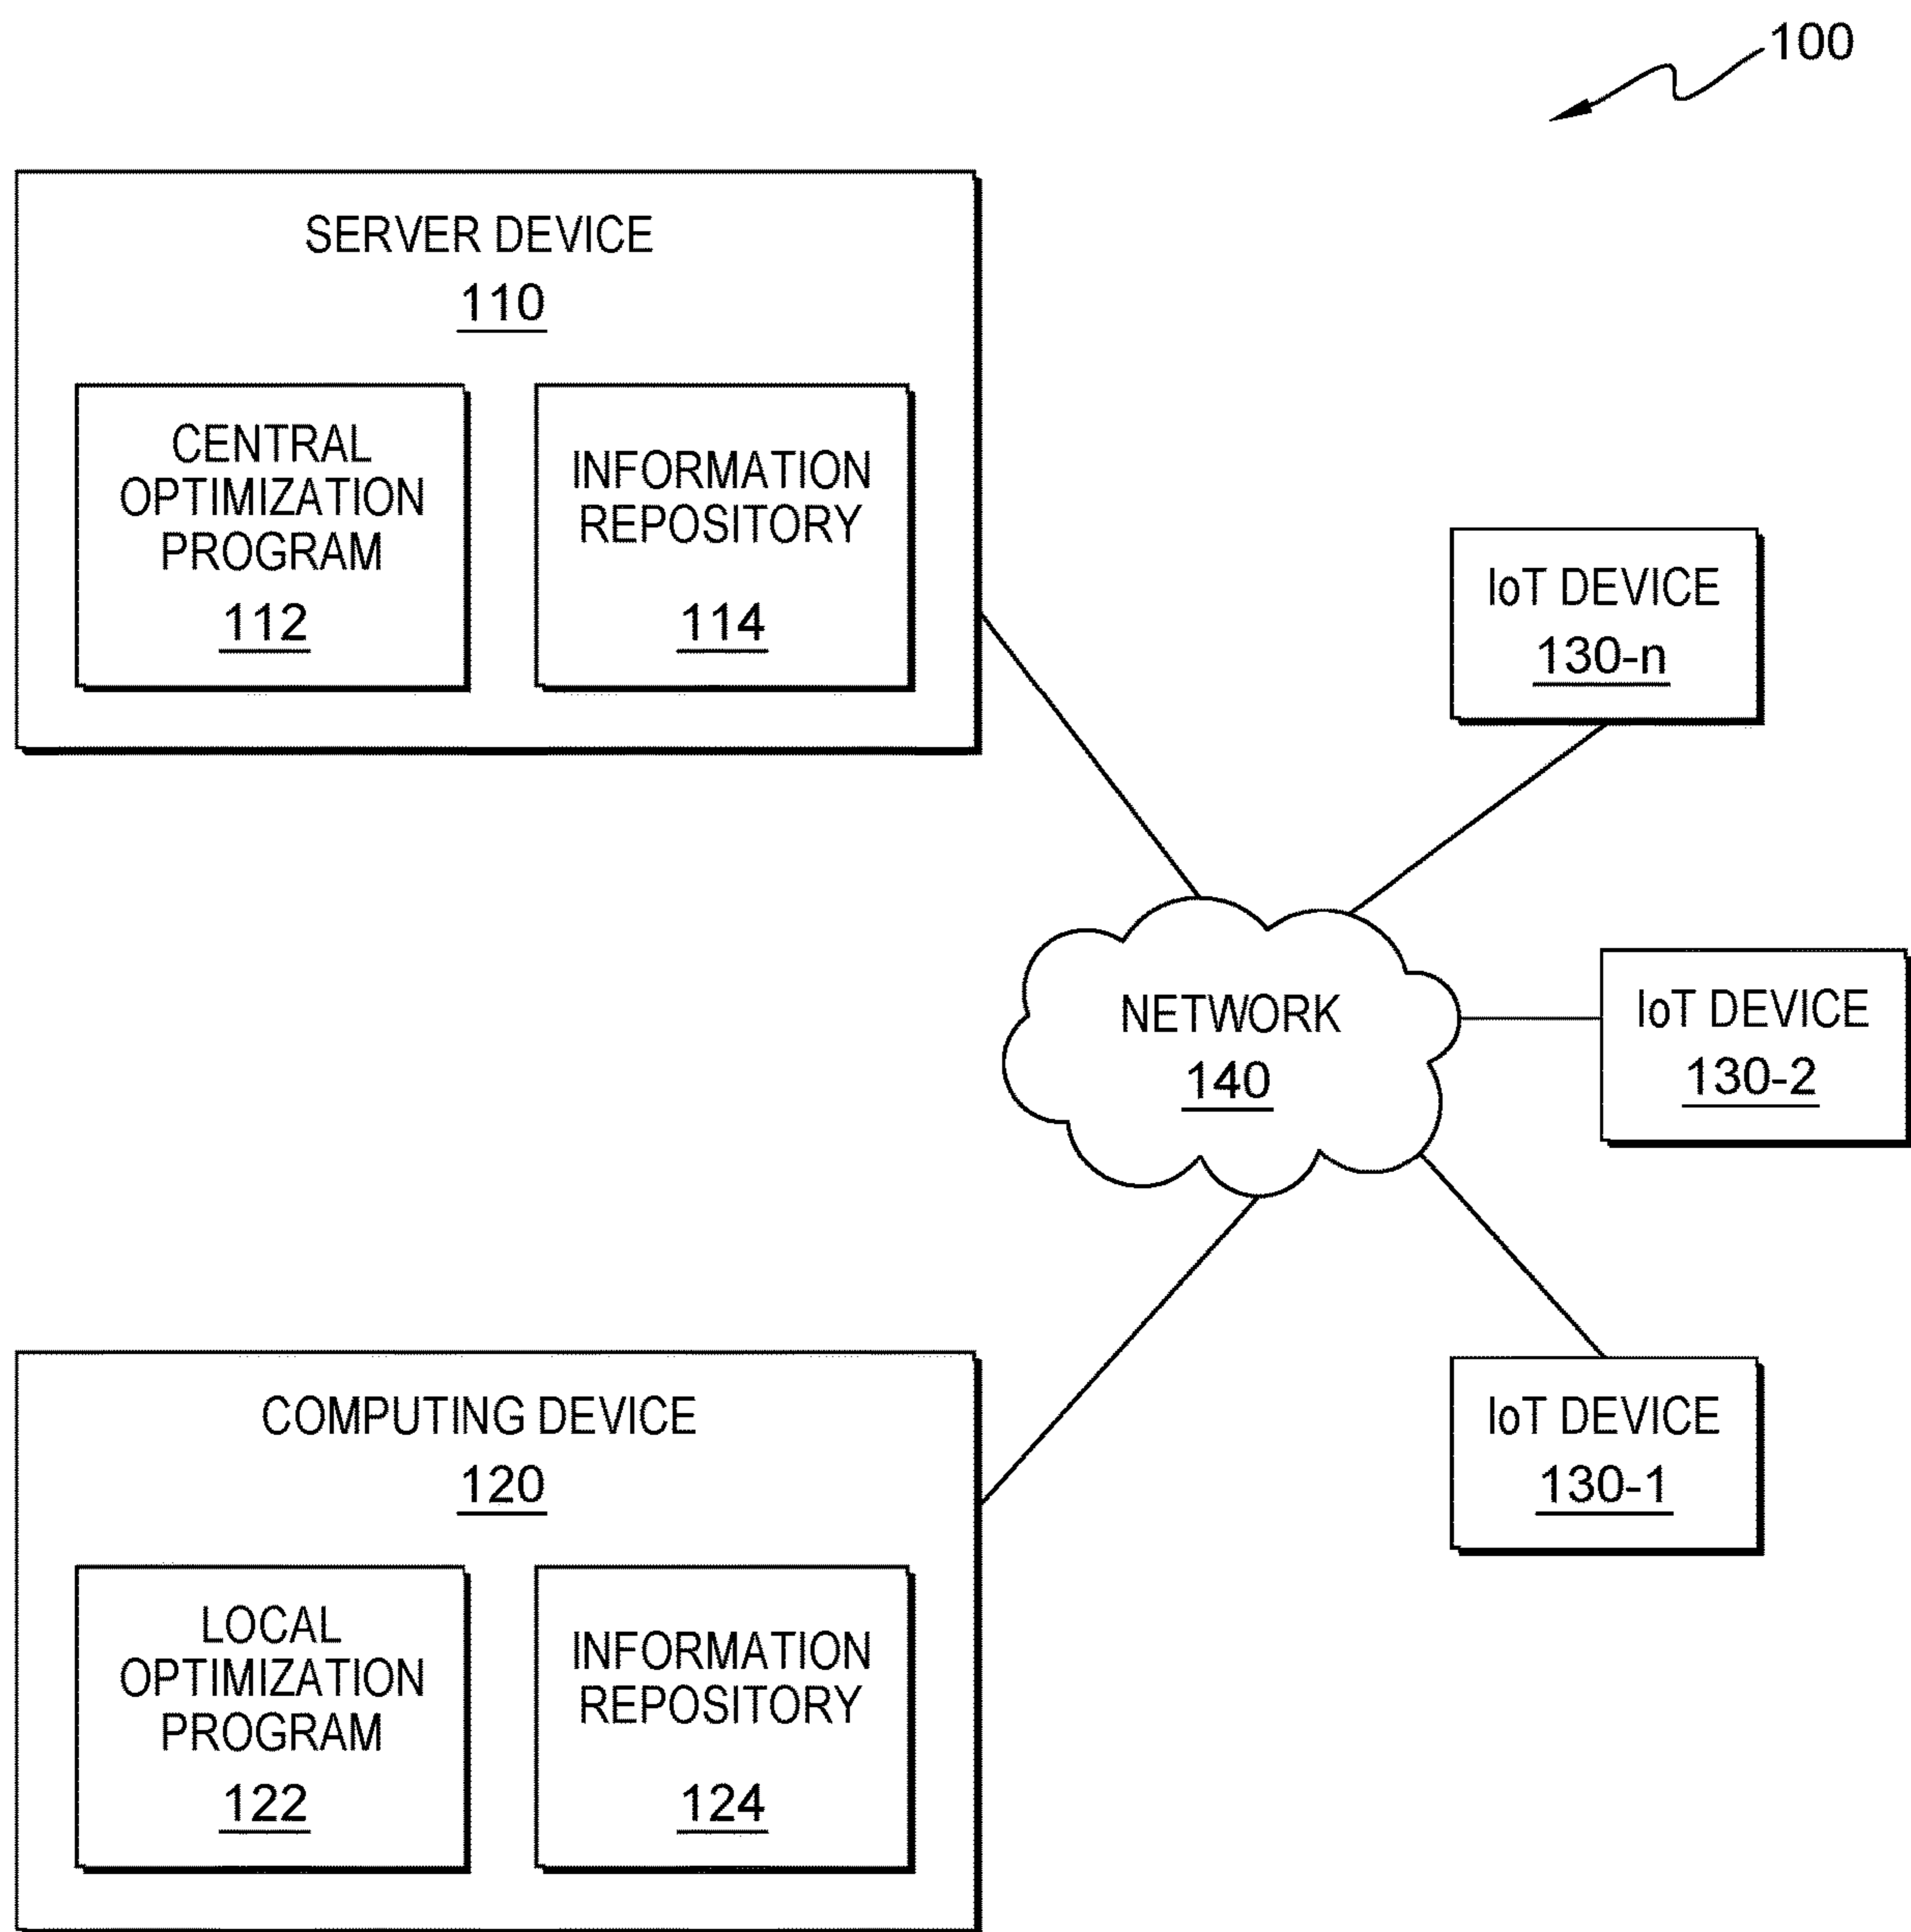 100
SERVER DEVICE
110
CENTRAL
OPTIMIZATION
PROGRAM
112
INFORMATION
REPOSITORY
114
IoT DEVICE
130-n
NETWORK
140
IoT DEVICE
130-2
IoT DEVICE
130-1
COMPUTING DEVICE
120
LOCAL
OPTIMIZATION
PROGRAM
122
INFORMATION
REPOSITORY
124